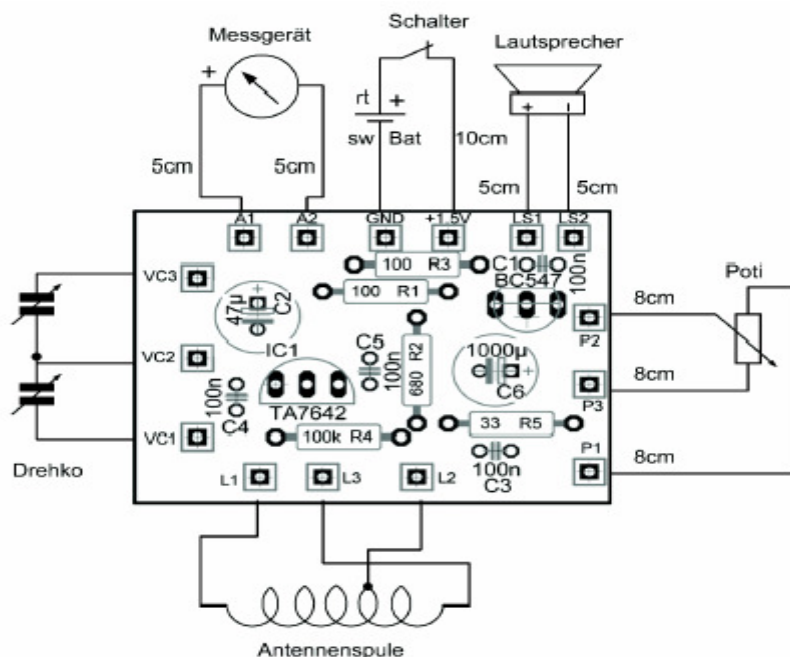 Messgerät
Schalter
Lautsprecher
+
rt
+
sw
Bat
10cm
+
-
5cm
5cm
5cm
5cm
A1
A2
GND
+1.5V
LS1
LS2
VC3
VC2
VC1
Drehko
100 R3
100 R1
C1
100n
BC547
47µ
+
C2
IC1
TA7642
C5
100n
680 R2
1000µ
+
C6
100n
C4
100k R4
33 R5
100n
C3
P2
P3
P1
8cm
8cm
8cm
Poti
L1
L3
L2
Antennenspule